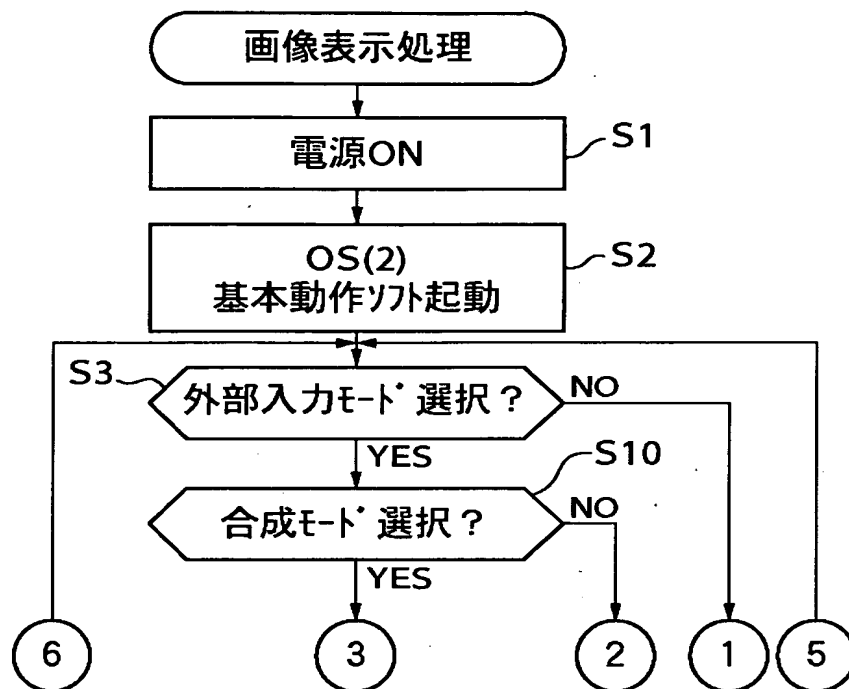 画像表示処理
電源ON
S1
OS(2)
基本動作ｿﾌﾄ起動
S2
S3
外部入力ﾓｰﾄﾞ選択？
NO
YES
S10
合成ﾓｰﾄﾞ選択？
NO
YES
6
3
2
1
5